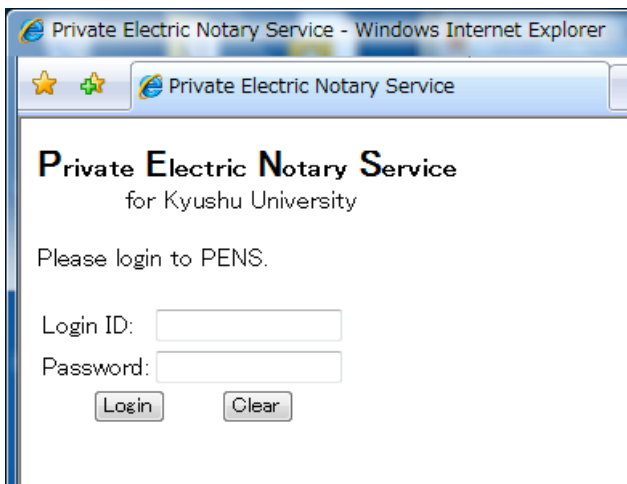 Private Electric Notary Service - Windows Internet Explorer
Private Electric Notary Service
Private Electric Notary Service
for Kyushu University
Please login to PENS.
Login ID:
Password:
Login Clear